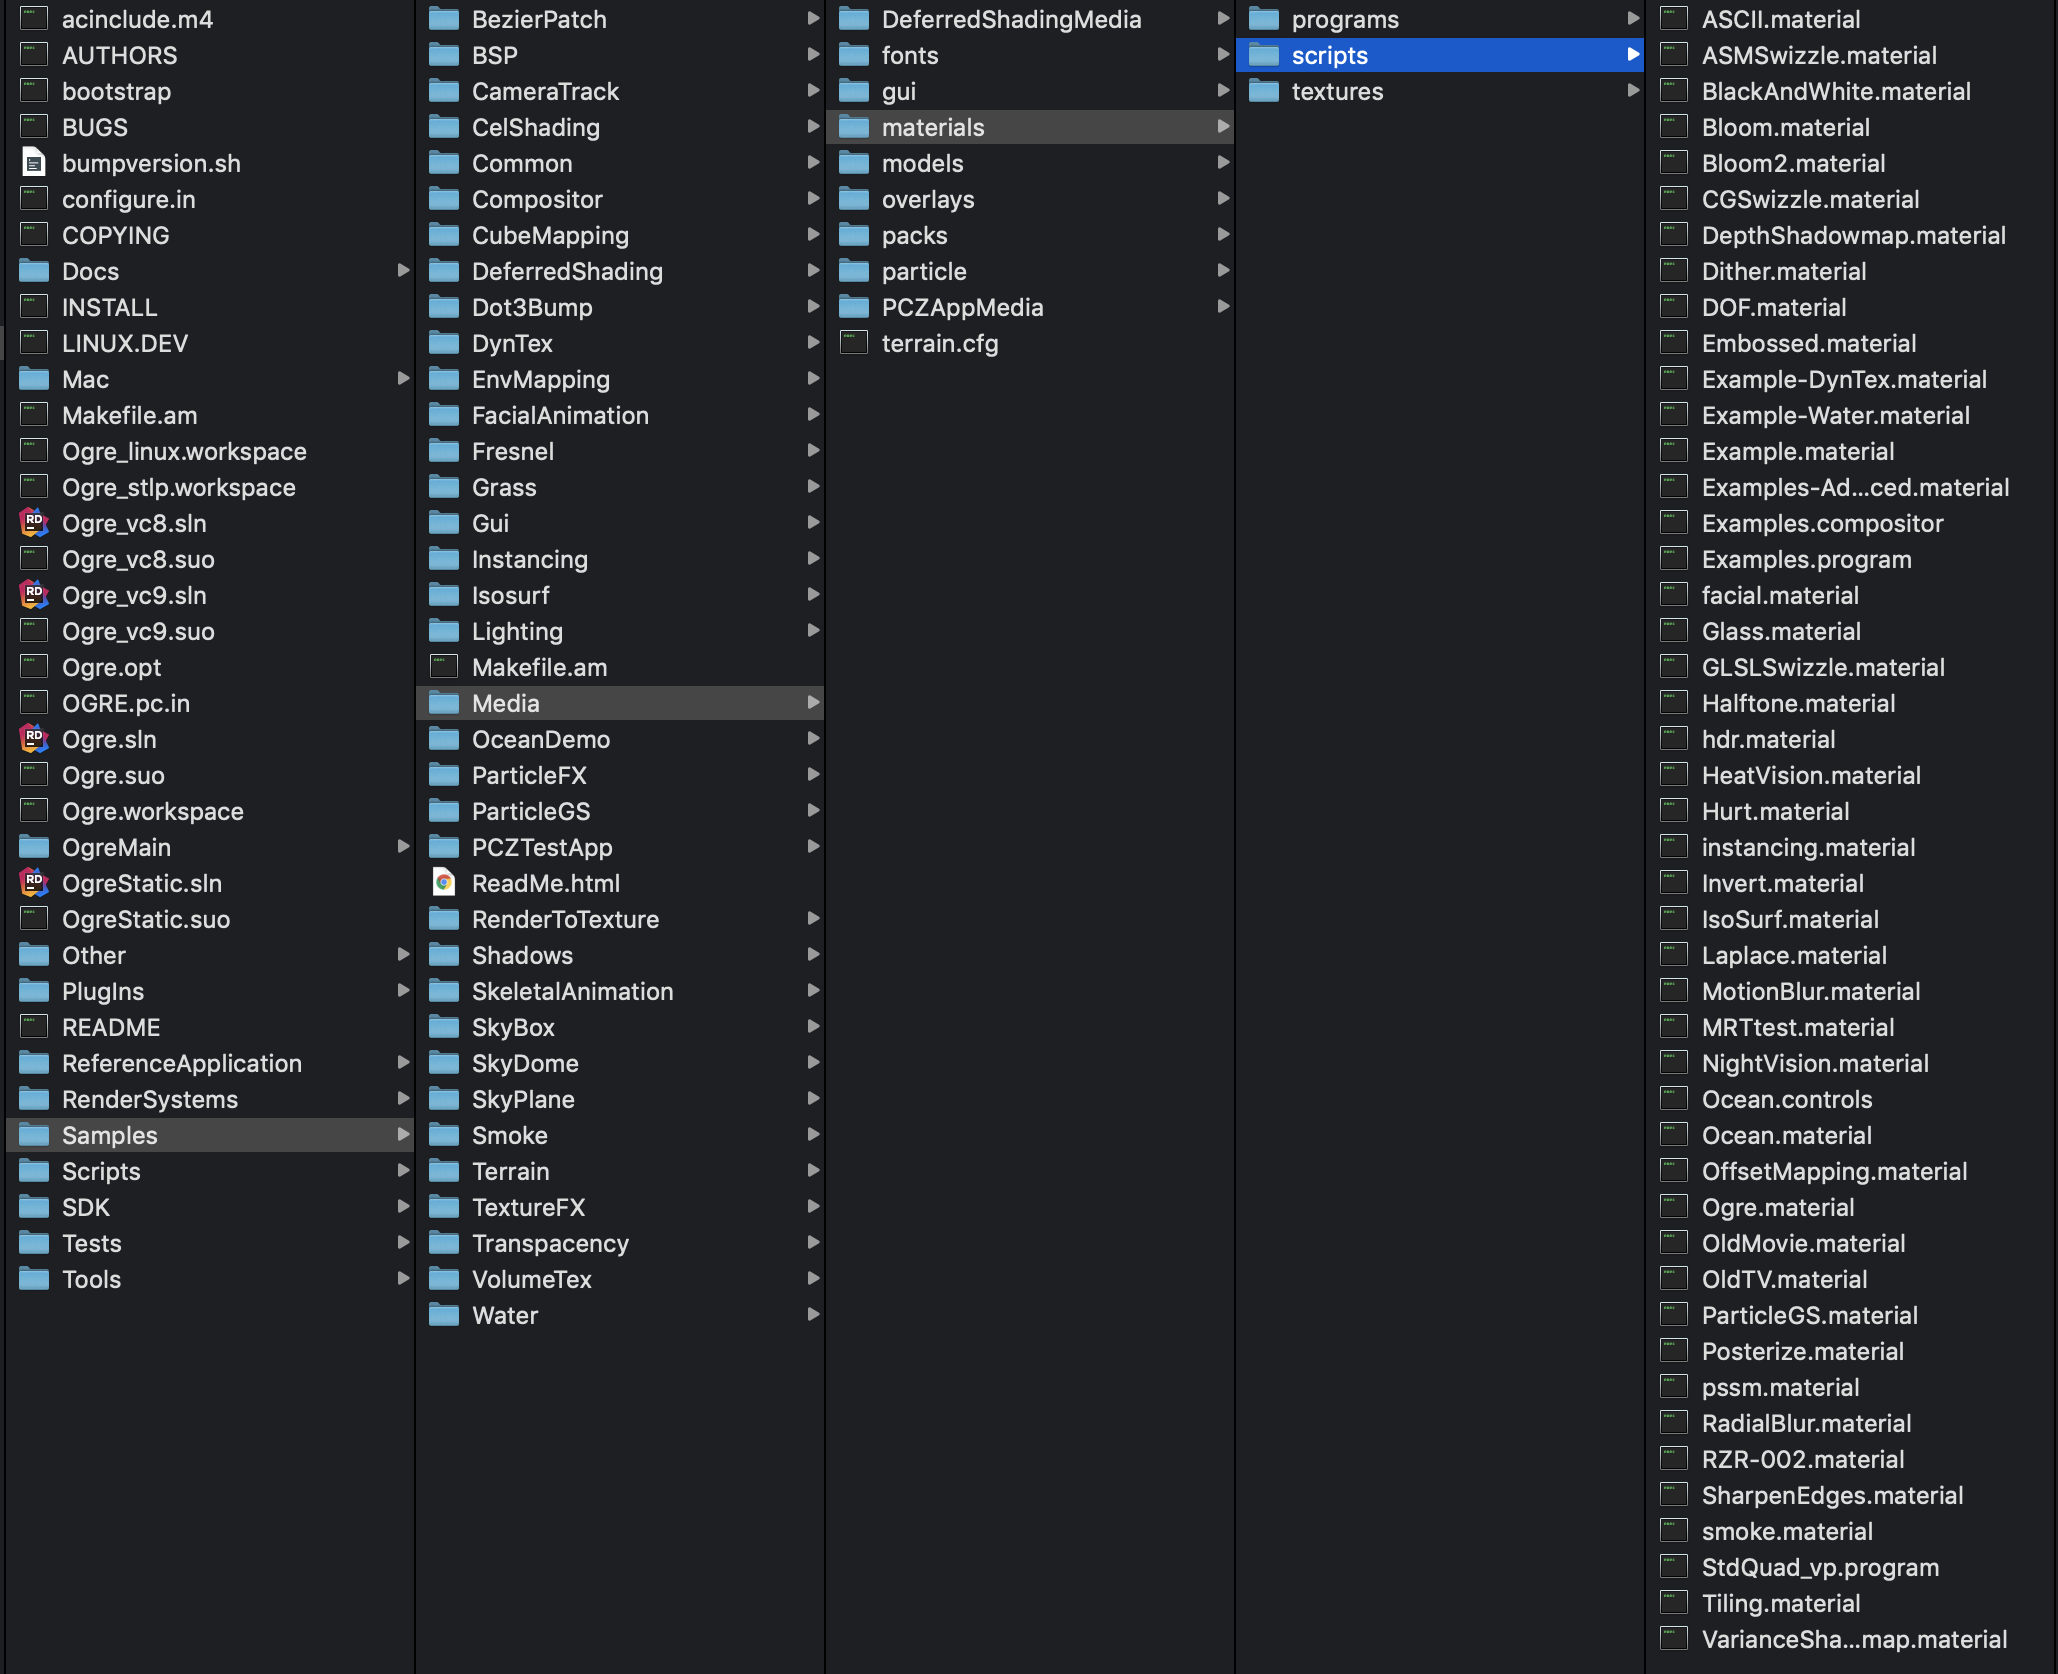 acinclude.m4
AUTHORS
bootstrap
BUGS
bumpversion.sh
configure.in
COPYING
Docs
INSTALL
LINUX.DEV
Mac
Makefile.am
Ogre_linux.workspace
Ogre_stlp.workspace
Ogre_vc8.sln
Ogre_vc8.suo
Ogre_vc9.sln
Ogre_vc9.suo
Ogre.opt
OGRE.pc.in
Ogre.sln
Ogre.suo
Ogre.workspace
OgreMain
OgreStatic.sln
OgreStatic.suo
Other
PlugIns
README
ReferenceApplication
RenderSystems
Samples
Scripts
SDK
Tests
Tools
BezierPatch
BSP
CameraTrack
CelShading
Common
Compositor
CubeMapping
DeferredShading
Dot3Bump
DynTex
EnvMapping
FacialAnimation
Fresnel
Grass
Gui
Instancing
Isosurf
Lighting
Makefile.am
Media
OceanDemo
ParticleFX
ParticleGS
PCZTestApp
ReadMe.html
RenderToTexture
Shadows
SkeletalAnimation
SkyBox
SkyDome
SkyPlane
Smoke
Terrain
TextureFX
Transpacency
VolumeTex
Water
DeferredShadingMedia
fonts
gui
materials
models
overlays
packs
particle
PCZAppMedia
terrain.cfg
programs
scripts
textures
ASCII.material
ASMSwizzle.material
BlackAndWhite.material
Bloom.material
Bloom2.material
CGSwizzle.material
DepthShadowmap.material
Dither.material
DOF.material
Embossed.material
Example-DynTex.material
Example-Water.material
Example.material
Examples-Ad...ced.material
Examples.compositor
Examples.program
facial.material
Glass.material
GLSLSwizzle.material
Halftone.material
hdr.material
HeatVision.material
Hurt.material
instancing.material
Invert.material
IsoSurf.material
Laplace.material
MotionBlur.material
MRTtest.material
NightVision.material
Ocean.controls
Ocean.material
OffsetMapping.material
Ogre.material
OldMovie.material
OldTV.material
ParticleGS.material
Posterize.material
pssm.material
RadialBlur.material
RZR-002.material
SharpenEdges.material
smoke.material
StdQuad_vp.program
Tiling.material
VarianceSha...map.material